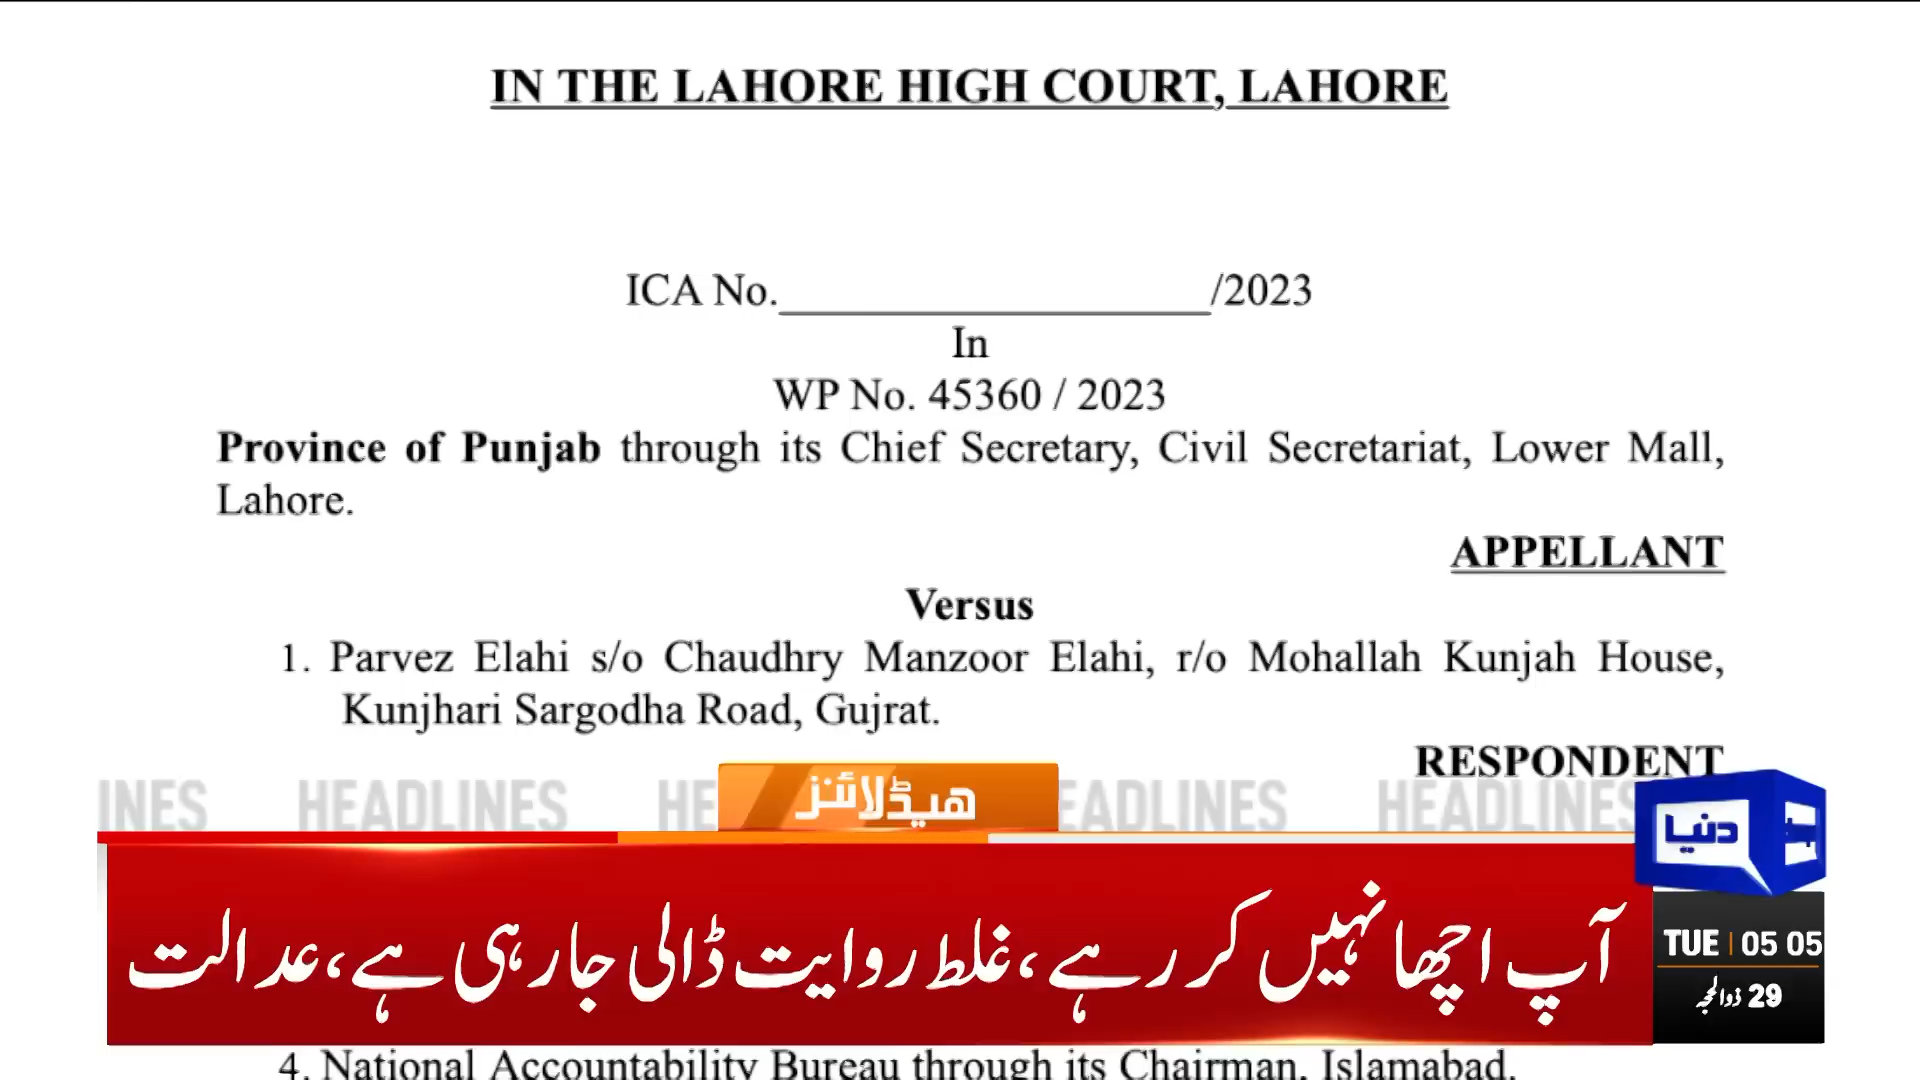 IN THE LAHORE HIGH COURT, LAHORE
ICA No.____________________/2023
In
WP No. 45360 / 2023
Province of Punjab through its Chief Secretary, Civil Secretariat, Lower Mall,
Lahore.
APPELLANT
Versus
1. Parvez Elahi s/o Chaudhry Manzoor Elahi, r/o Mohallah Kunjah House,
Kunjhari Sargodha Road, Gujrat.
RESPONDENT
INES HEADLINES HE EADLINES HEADLINES
ھیڈلائنز
دنیا
آپ اچھا نہیں کر رہے، غلط روایت ڈالی جا رہی ہے، عدالت
TUE | 05 05
29 ذوالحجہ
4. National Accountability Bureau through its Chairman, Islamabad.